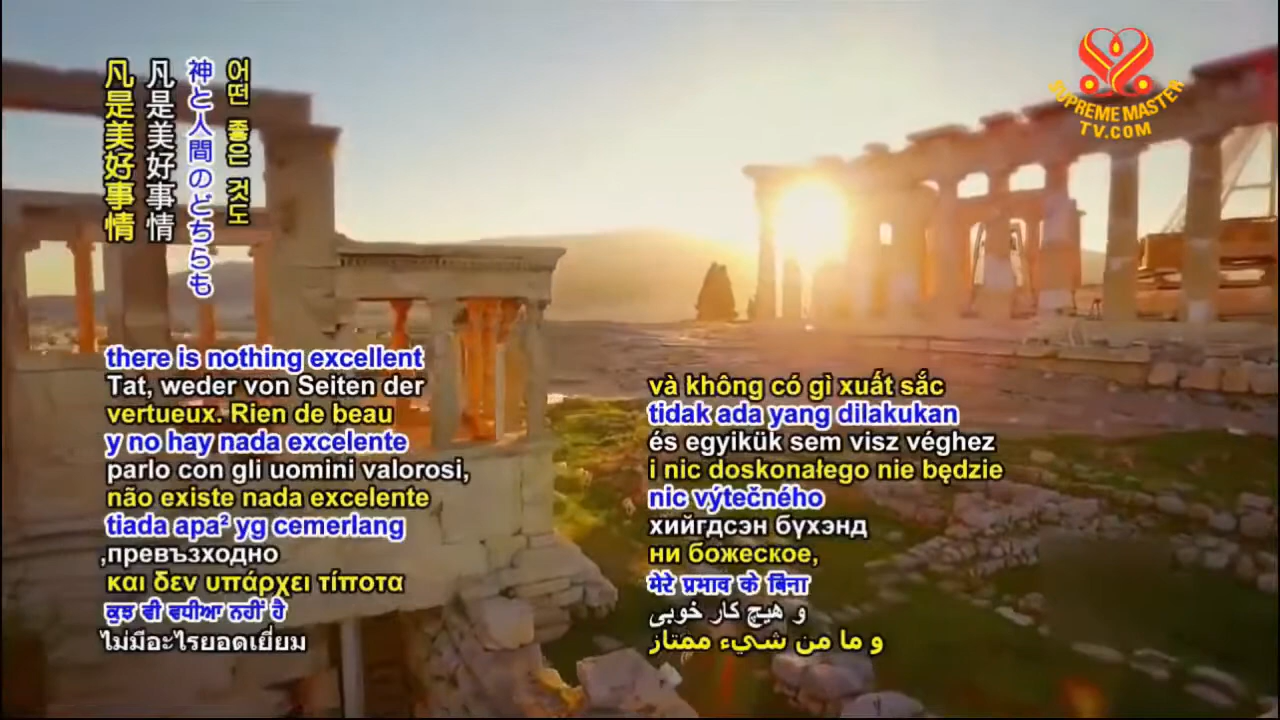 어떤 좋은 것도
神と人間のどちらも
凡是美好事情
凡是美好事情
SUPREME MASTER
TV.COM
there is nothing excellent
Tat, weder von Seiten der
vertueux. Rien de beau
y no hay nada excelente
parlo con gli uomini valorosi,
não existe nada excelente
tiada apa² yg cemerlang
,превъзходно
και δεν υπάρχει τίποτα
ਕੁਝ ਵੀ ਵਧੀਆ ਨਹੀਂ ਹੈ
ไม่มีอะไรยอดเยี่ยม
và không có gì xuất sắc
tidak ada yang dilakukan
és egyikük sem visz véghez
i nic doskonałego nie będzie
nic výtečného
хийгдсэн бүхэнд
ни божеское,
मेरे प्रभाव के बिना
و هیچ کار خوبی
و ما من شيء ممتاز